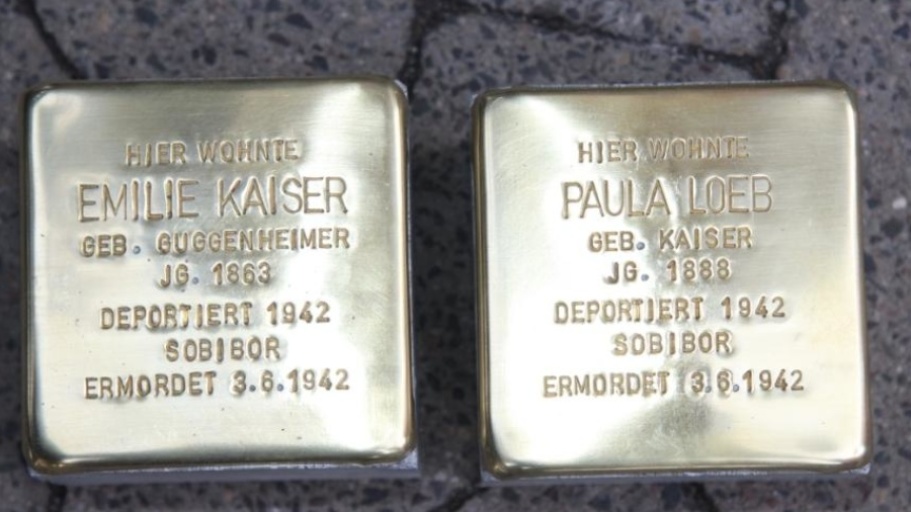 HIER WOHNTE
EMILIE KAISER
GEB. GUGGENHEIMER
JG. 1863
DEPORTIERT 1942
SOBIBOR
ERMORDET 3.6.1942
HIER WOHNTE
PAULA LOEB
GEB. KAISER
JG. 1888
DEPORTIERT 1942
SOBIBOR
ERMORDET 3.6.1942